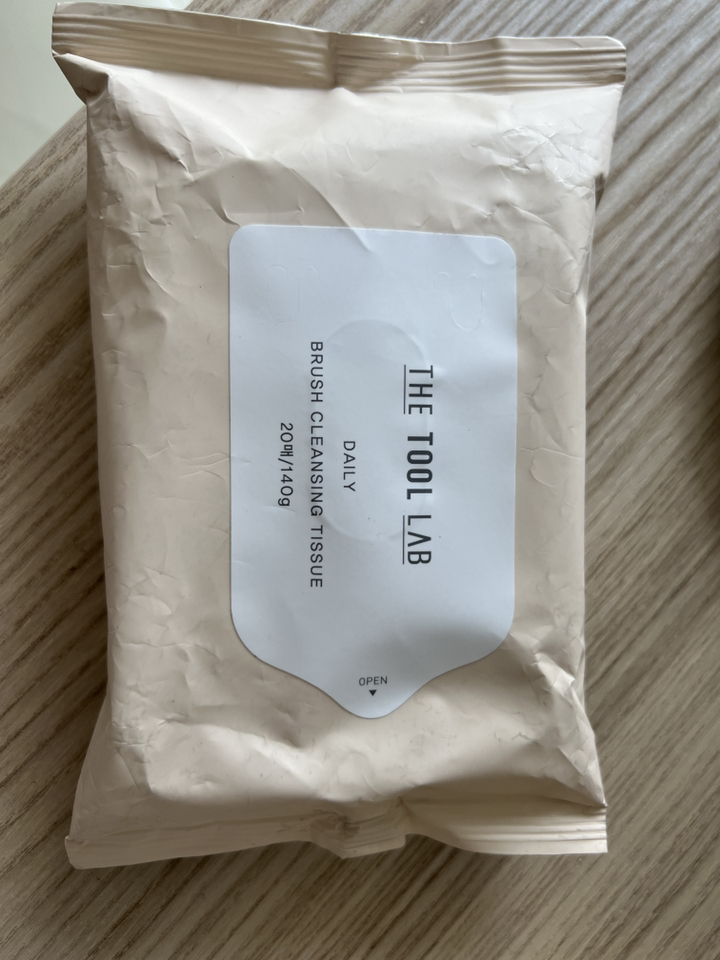 THE TOOL LAB
DAILY
BRUSH CLEANSING TISSUE
20매/140g
OPEN